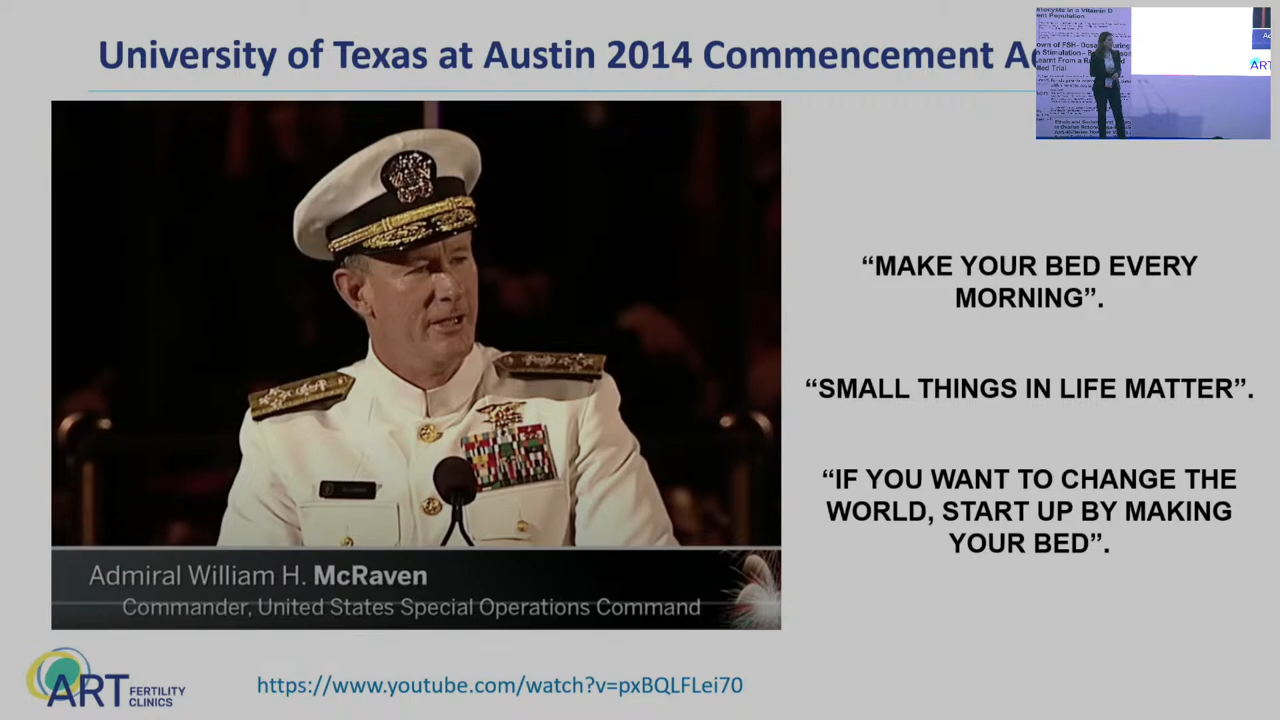 University of Texas at Austin 2014 Commencement
“MAKE YOUR BED EVERY
MORNING”.
“SMALL THINGS IN LIFE MATTER”.
“IF YOU WANT TO CHANGE THE
WORLD, START UP BY MAKING
YOUR BED”.
Admiral William H. McRaven
Commander, United States Special Operations Command
ART FERTILITY
CLINICS
https://www.youtube.com/watch?v=pxBQLFLei70
ART